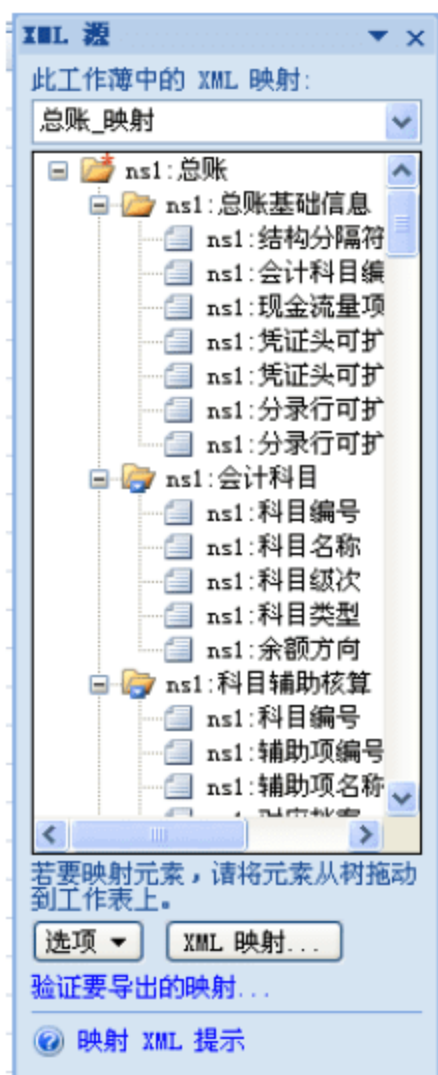 XML 源
此工作薄中的 XML 映射:
总账_映射
ns1:总账
ns1:总账基础信息
ns1:结构分隔符
ns1:会计科目编
ns1:现金流量项
ns1:凭证头可扩
ns1:凭证头可扩
ns1:分录行可扩
ns1:分录行可扩
ns1:会计科目
ns1:科目编号
ns1:科目名称
ns1:科目级次
ns1:科目类型
ns1:余额方向
ns1:科目辅助核算
ns1:科目编号
ns1:辅助项编号
ns1:辅助项名称
若要映射元素，请将元素从树拖动
到工作表上。
选项 XML 映射...
验证要导出的映射...
映射 XML 提示